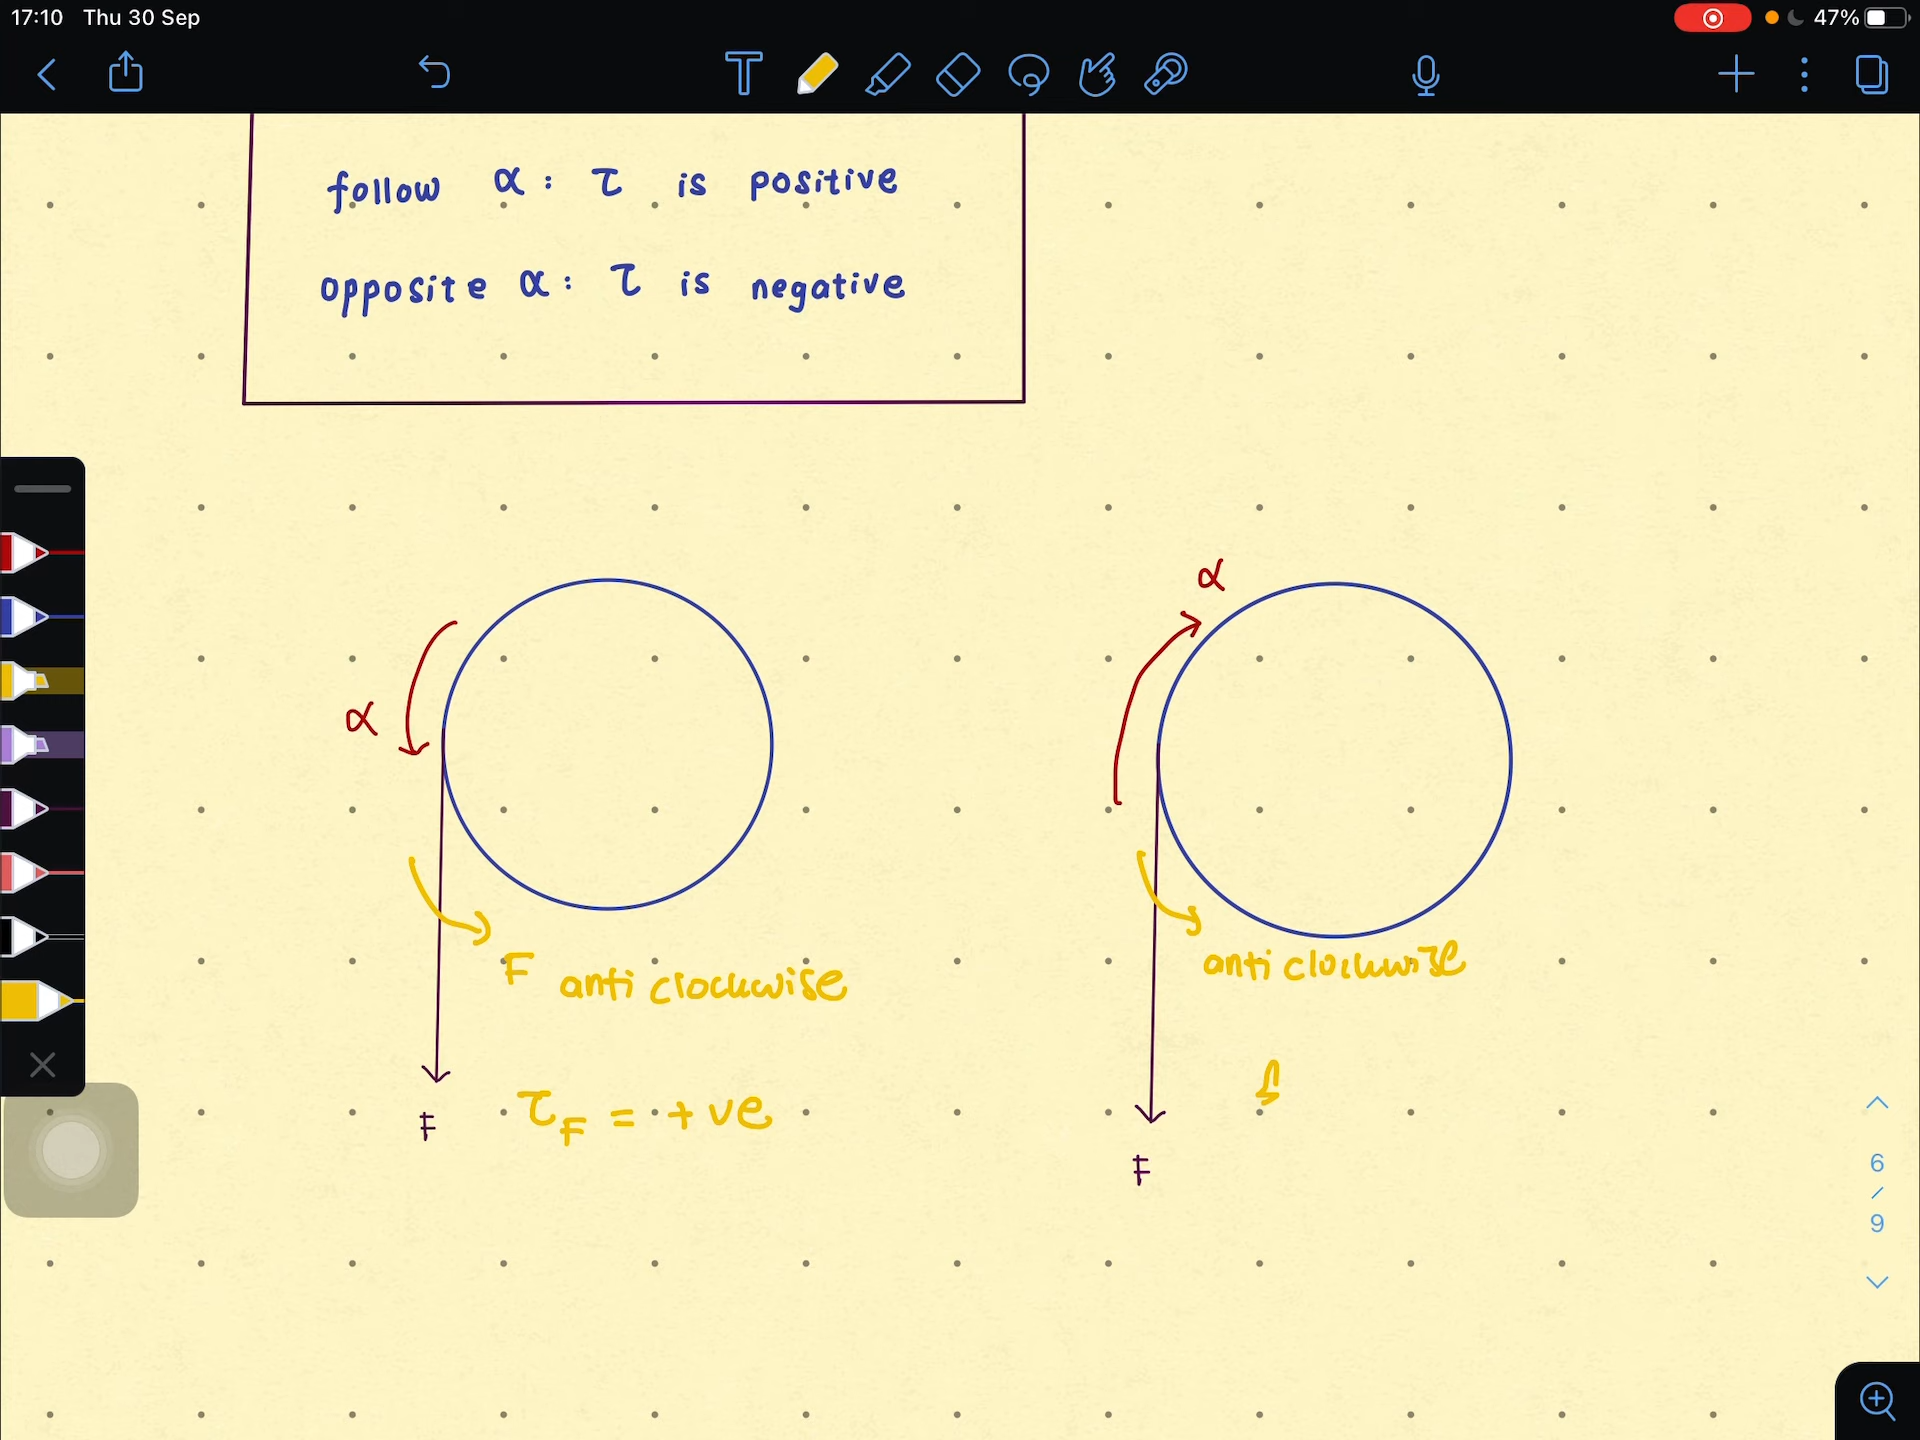 17:10 Thu 30 Sep 47%
T
follow α: τ is positive
opposite α: τ is negative
α
α
F anti clockwise
anti clockwise
τF = +ve
F
F
6
/
9